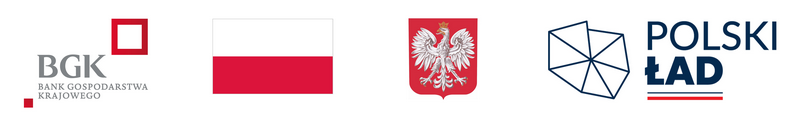 BGK
BANK GOSPODARSTWA
KRAJOWEGO
POLSKI
ŁAD